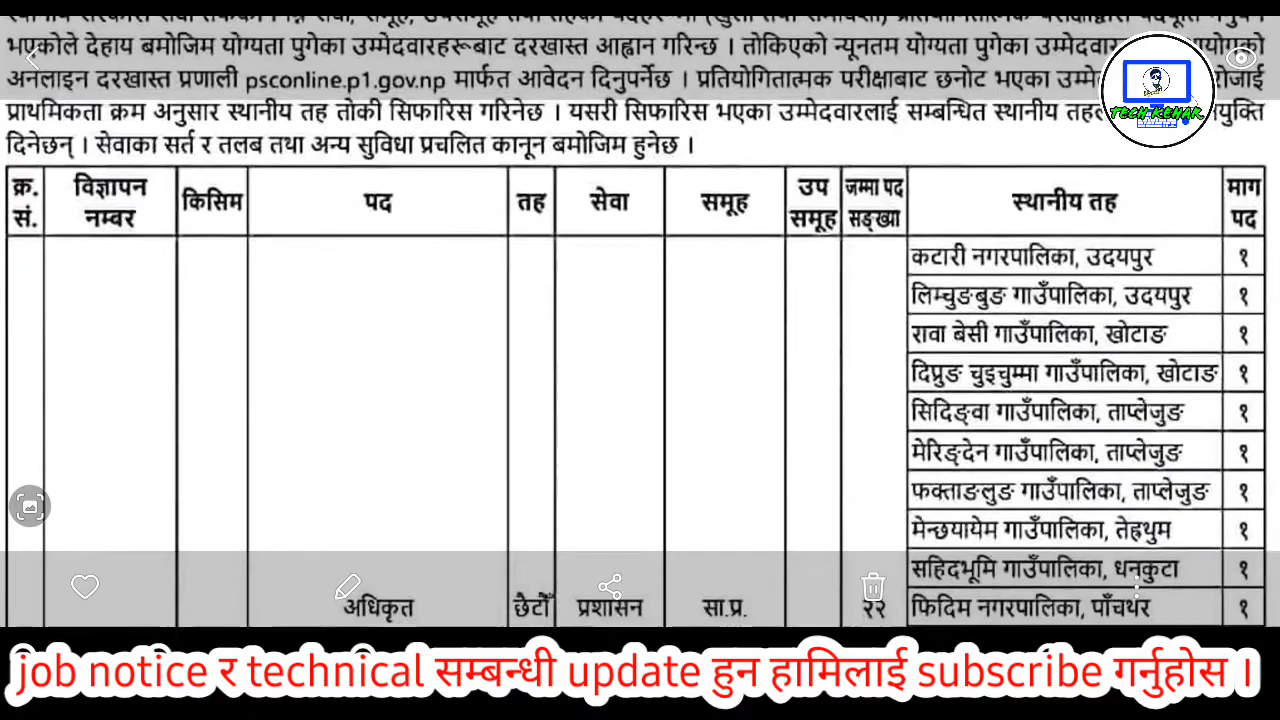 भएकोले देहाय बमोजिम योग्यता पुगेका उम्मेदवारहरूबाट दरखास्त आह्वान गरिन्छ । तोकिएको न्यूनतम योग्यता पुगेका
अनलाइन दरखास्त प्रणाली psconline.p1.gov.np मार्फत आवेदन दिनुपर्नेछ । प्रतियोगितात्मक परीक्षाबाट छनोट भएका
प्राथमिकता क्रम अनुसार स्थानीय तह तोकी सिफारिस गरिनेछ । यसरी सिफारिस भएका उम्मेदवारलाई सम्बन्धित स्थानीय
दिनेछन् । सेवाका सर्त र तलब तथा अन्य सुविधा प्रचलित कानून बमोजिम हुनेछ ।
TECH KEHAR
क्र.सं. विज्ञापन नम्बर किसिम पद तह सेवा समूह उप समूह जम्मा पद सङ्ख्या स्थानीय तह माग पद
कटारी नगरपालिका, उदयपुर १
लिम्चुङबुङ गाउँपालिका, उदयपुर १
रावा बेसी गाउँपालिका, खोटाङ १
दिप्रुङ चुइचुम्मा गाउँपालिका, खोटाङ १
सिदिङ्वा गाउँपालिका, ताप्लेजुङ १
मेरिङ्देन गाउँपालिका, ताप्लेजुङ १
फक्ताङलुङ गाउँपालिका, ताप्लेजुङ १
मेन्छयायेम गाउँपालिका, तेह्रथुम १
सहिदभूमि गाउँपालिका, धनकुटा १
अधिकृत छैटौँ प्रशासन सा.प्र. २२ फिदिम नगरपालिका, पाँचथर १
job notice र technical सम्बन्धी update हुन हामिलाई subscribe गर्नुहोस ।